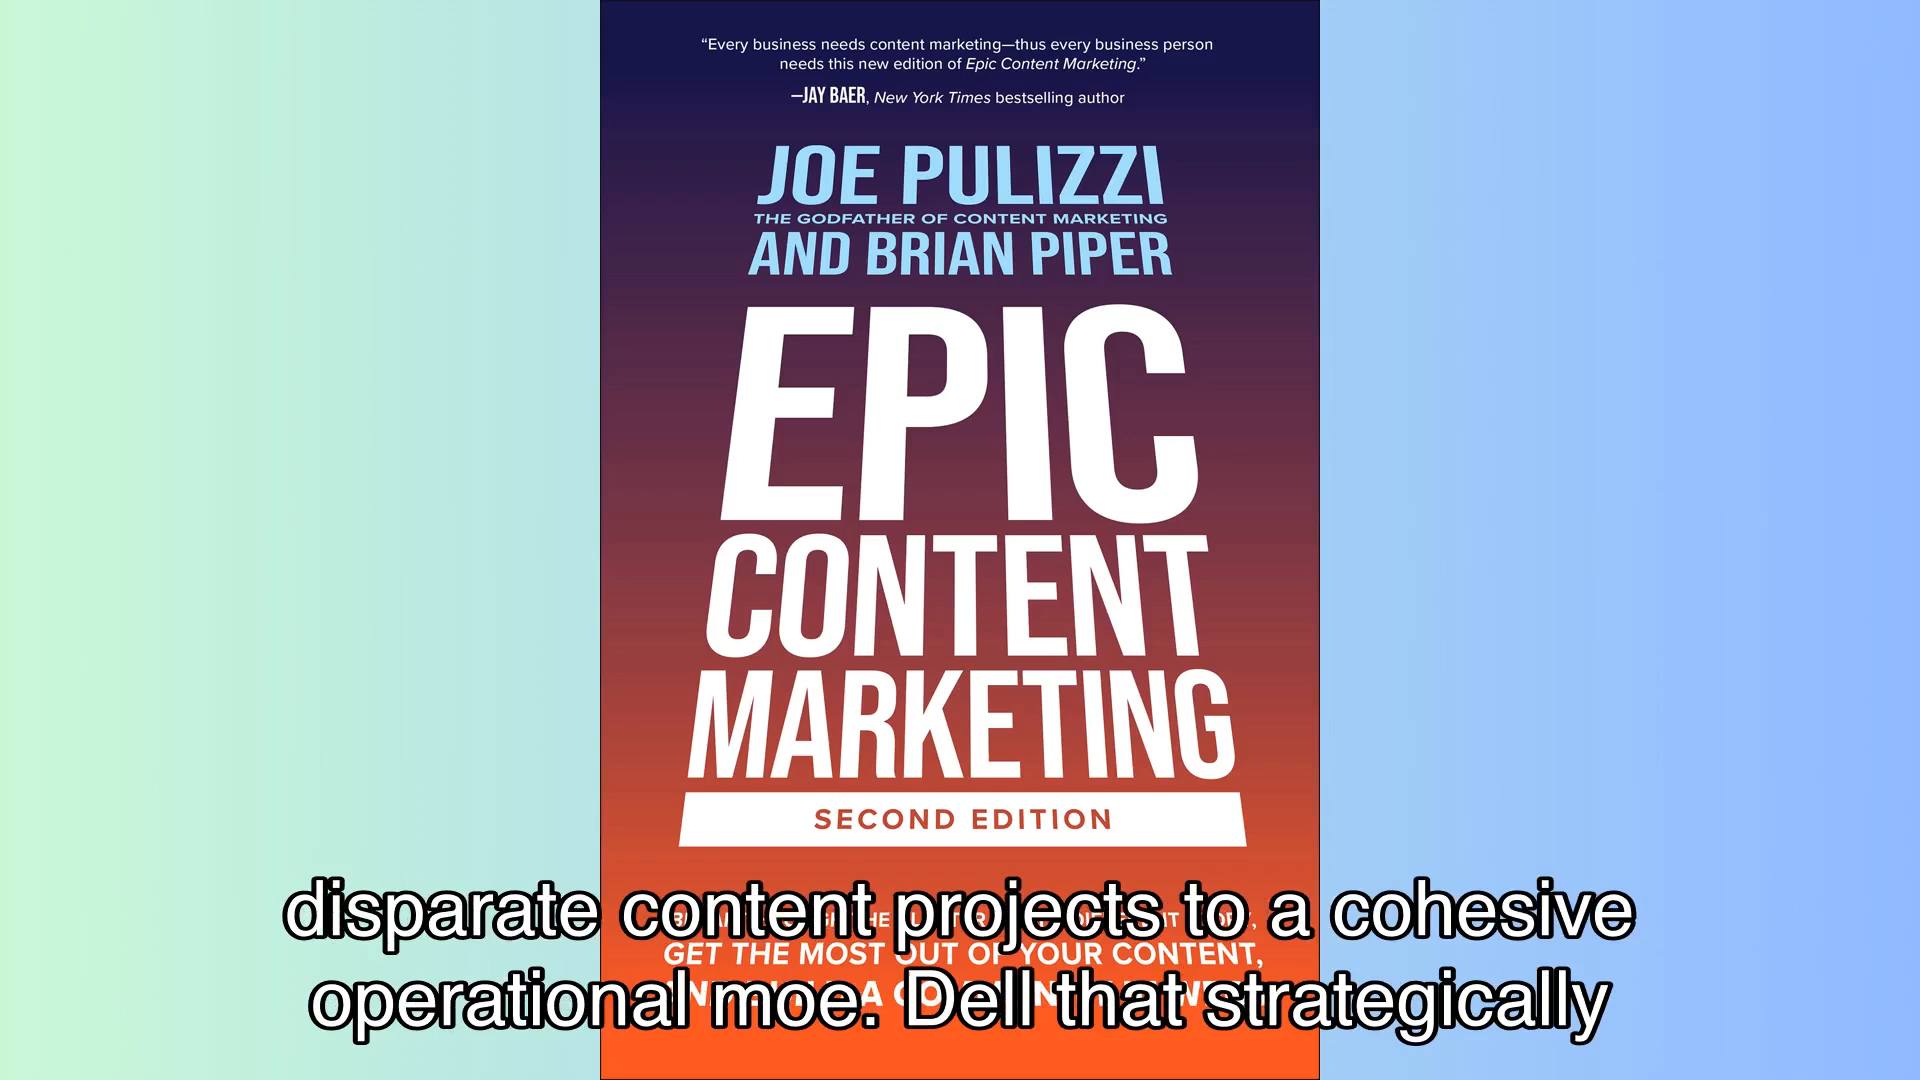 “Every business needs content marketing—thus every business person
needs this new edition of Epic Content Marketing.”
—JAY BAER, New York Times bestselling author
JOE PULIZZI
THE GODFATHER OF CONTENT MARKETING
AND BRIAN PIPER
EPIC
CONTENT
MARKETING
SECOND EDITION
disparate content projects to a cohesive
GET THE MOST OUT OF YOUR CONTENT,
operational moe. Dell that strategically